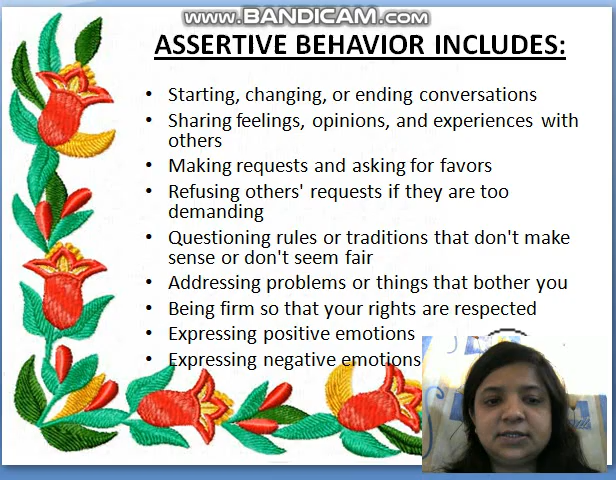 www.BANDICAM.com
ASSERTIVE BEHAVIOR INCLUDES:
• Starting, changing, or ending conversations
• Sharing feelings, opinions, and experiences with
others
• Making requests and asking for favors
• Refusing others' requests if they are too
demanding
• Questioning rules or traditions that don't make
sense or don't seem fair
• Addressing problems or things that bother you
• Being firm so that your rights are respected
• Expressing positive emotions
• Expressing negative emotions